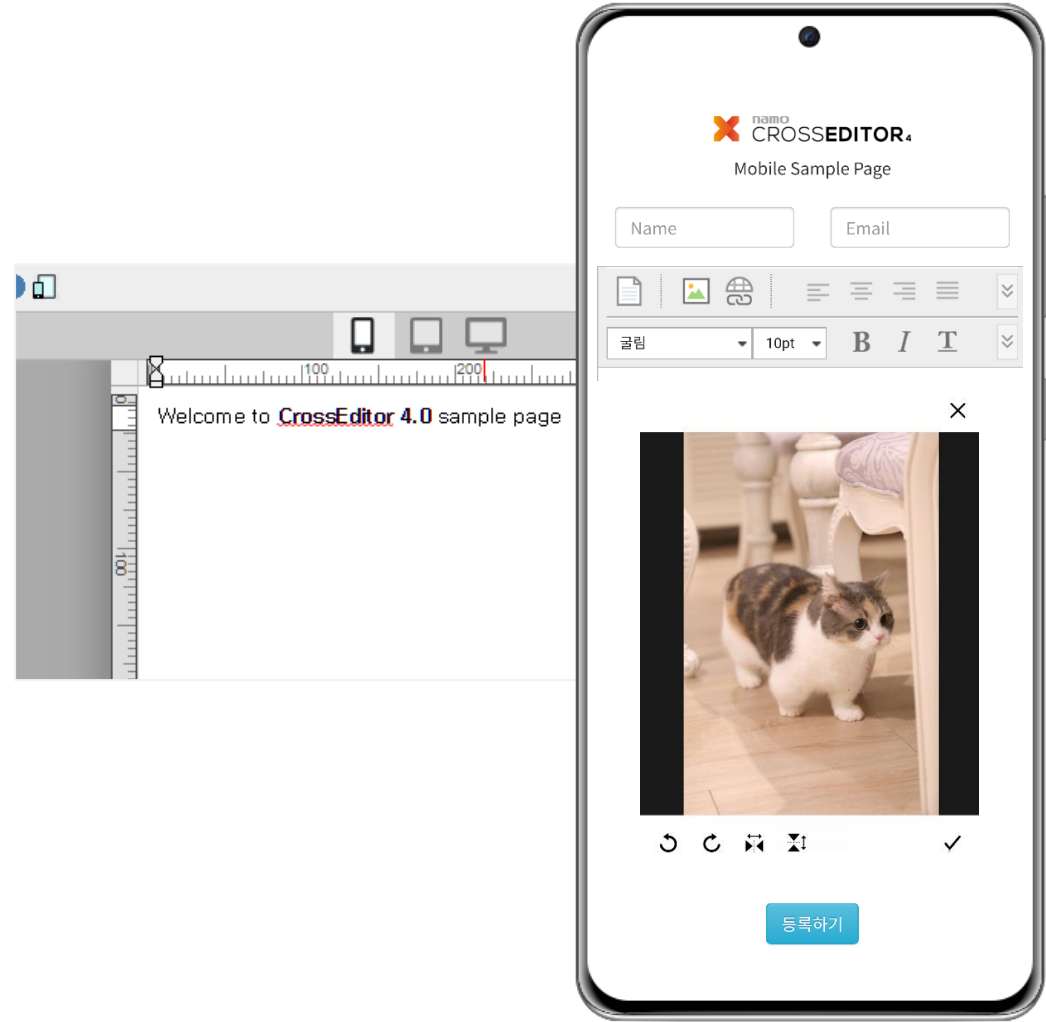 100
200
0
Welcome to CrossEditor 4.0 sample page
100
namo
CROSSEDITOR4
Mobile Sample Page
Name
Email
굴림
10pt
B
I
T
등록하기